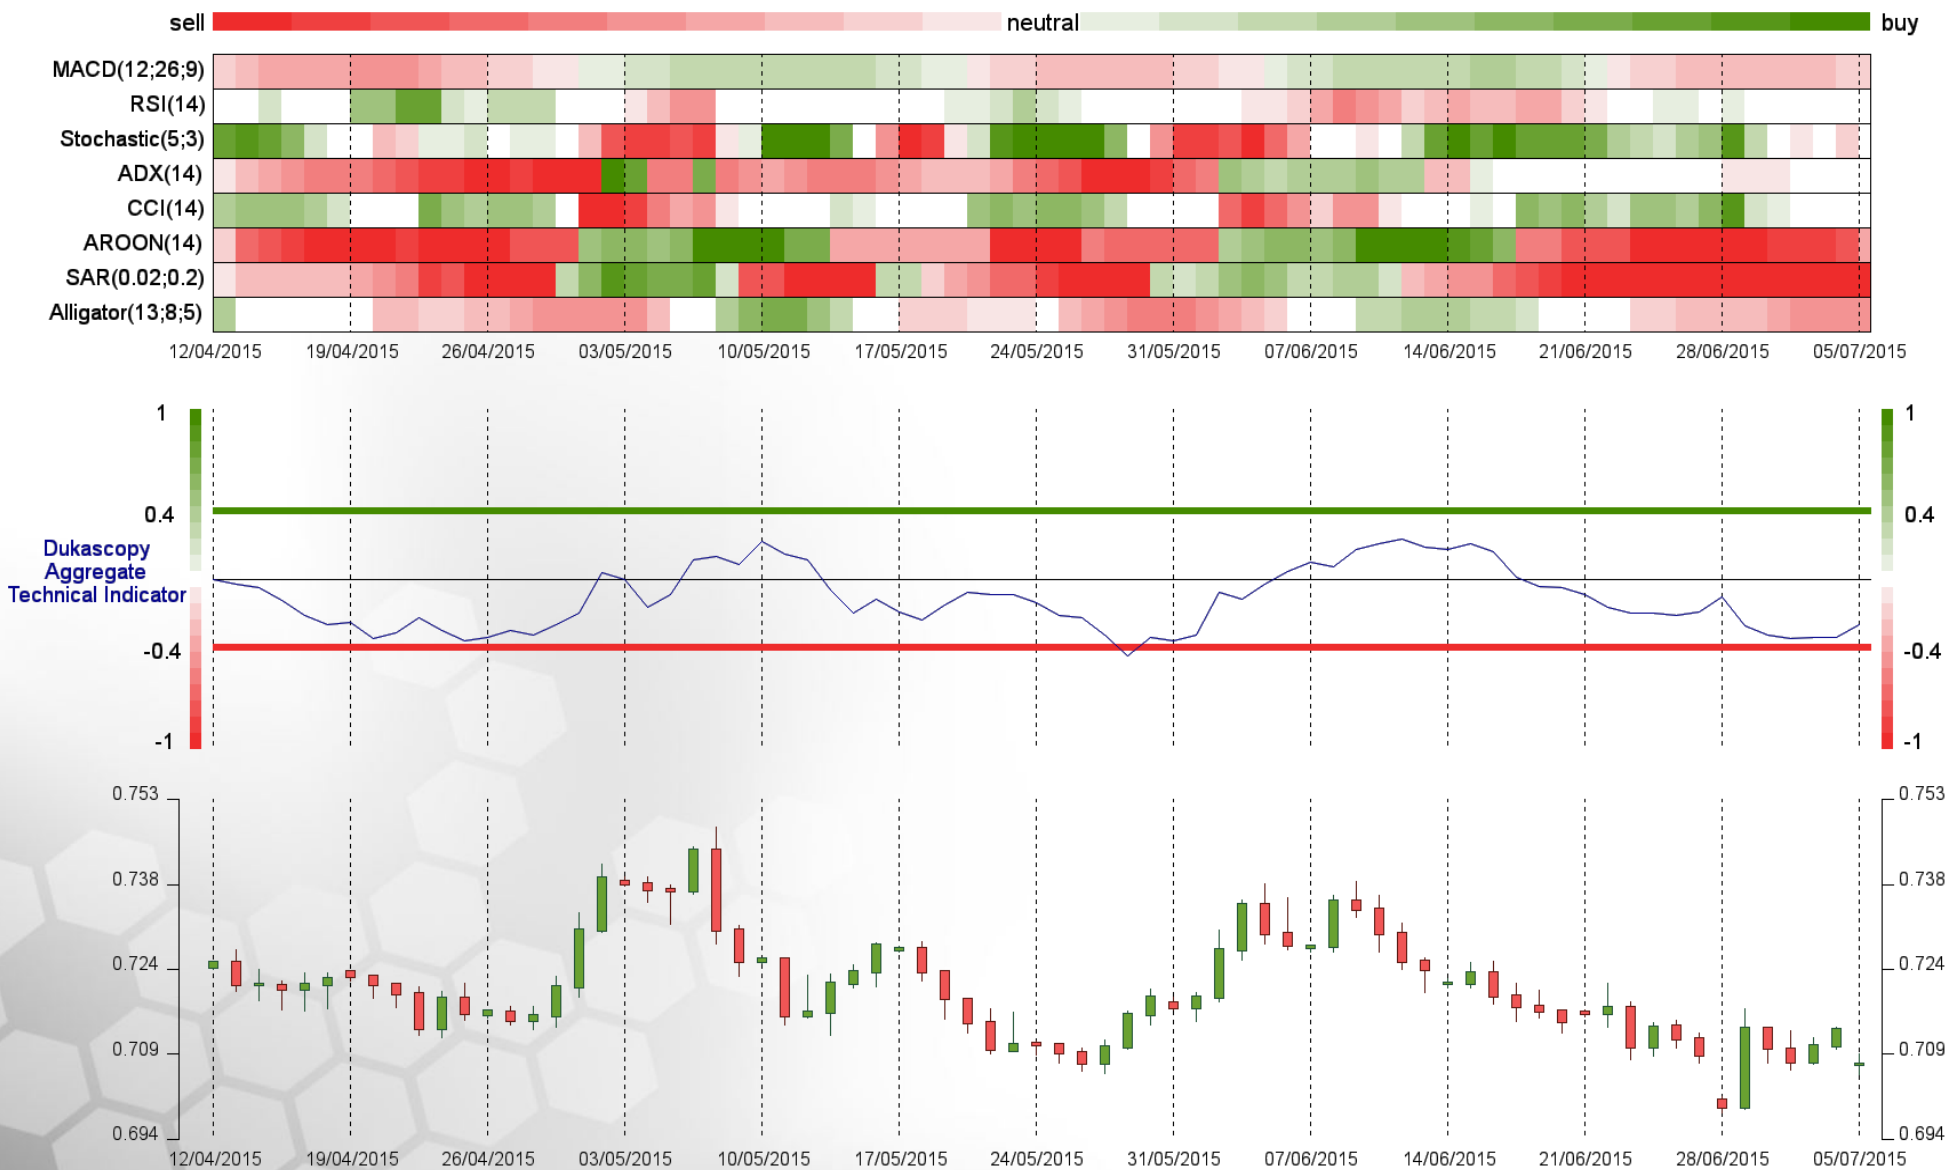 sell neutral buy
MACD(12;26;9)
RSI(14)
Stochastic(5;3)
ADX(14)
CCI(14)
AROON(14)
SAR(0.02;0.2)
Alligator(13;8;5)
12/04/2015 19/04/2015 26/04/2015 03/05/2015 10/05/2015 17/05/2015 24/05/2015 31/05/2015 07/06/2015 14/06/2015 21/06/2015 28/06/2015 05/07/2015
1 1
0.4 0.4
Dukascopy
Aggregate
Technical Indicator
-0.4 -0.4
-1 -1
0.753 0.753
0.738 0.738
0.724 0.724
0.709 0.709
0.694 0.694
12/04/2015 19/04/2015 26/04/2015 03/05/2015 10/05/2015 17/05/2015 24/05/2015 31/05/2015 07/06/2015 14/06/2015 21/06/2015 28/06/2015 05/07/2015